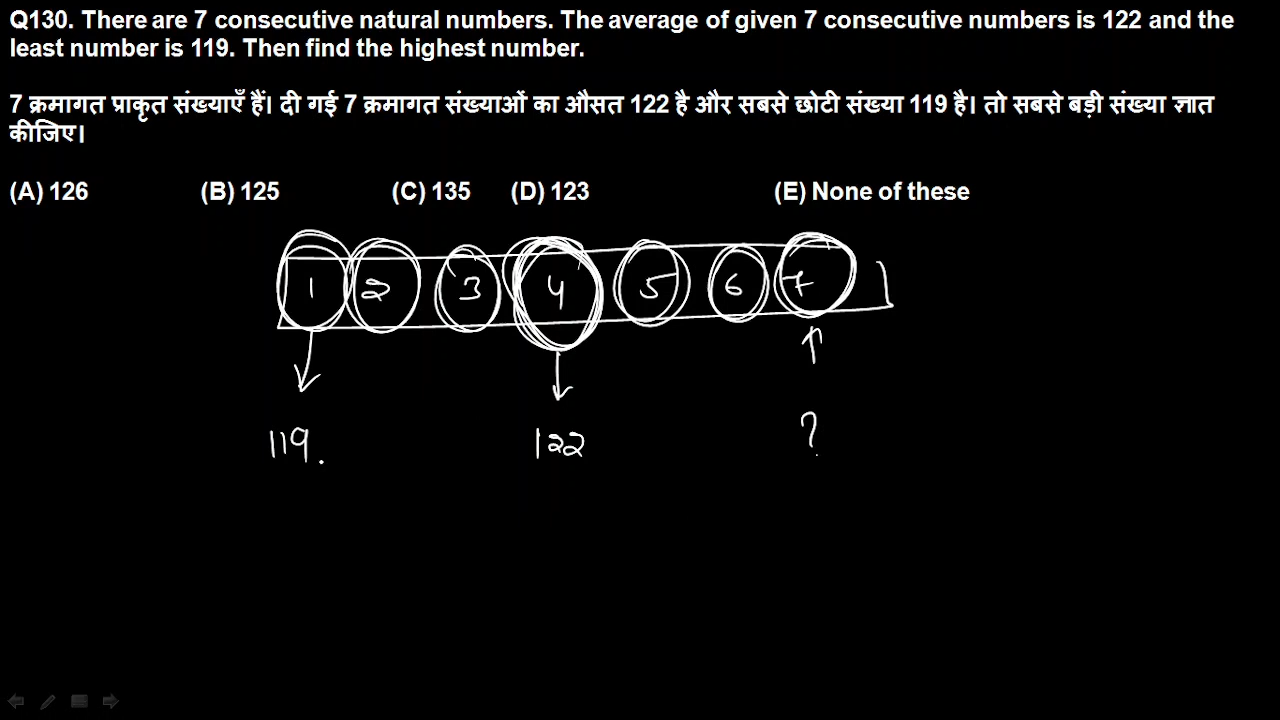 Q130. There are 7 consecutive natural numbers. The average of given 7 consecutive numbers is 122 and the
least number is 119. Then find the highest number.
7 क्रमागत प्राकृत संख्याएँ हैं। दी गई 7 क्रमागत संख्याओं का औसत 122 है और सबसे छोटी संख्या 119 है। तो सबसे बड़ी संख्या ज्ञात
कीजिए।
(A) 126 (B) 125 (C) 135 (D) 123 (E) None of these
1 2 3 4 5 6 7
119. 122 ?